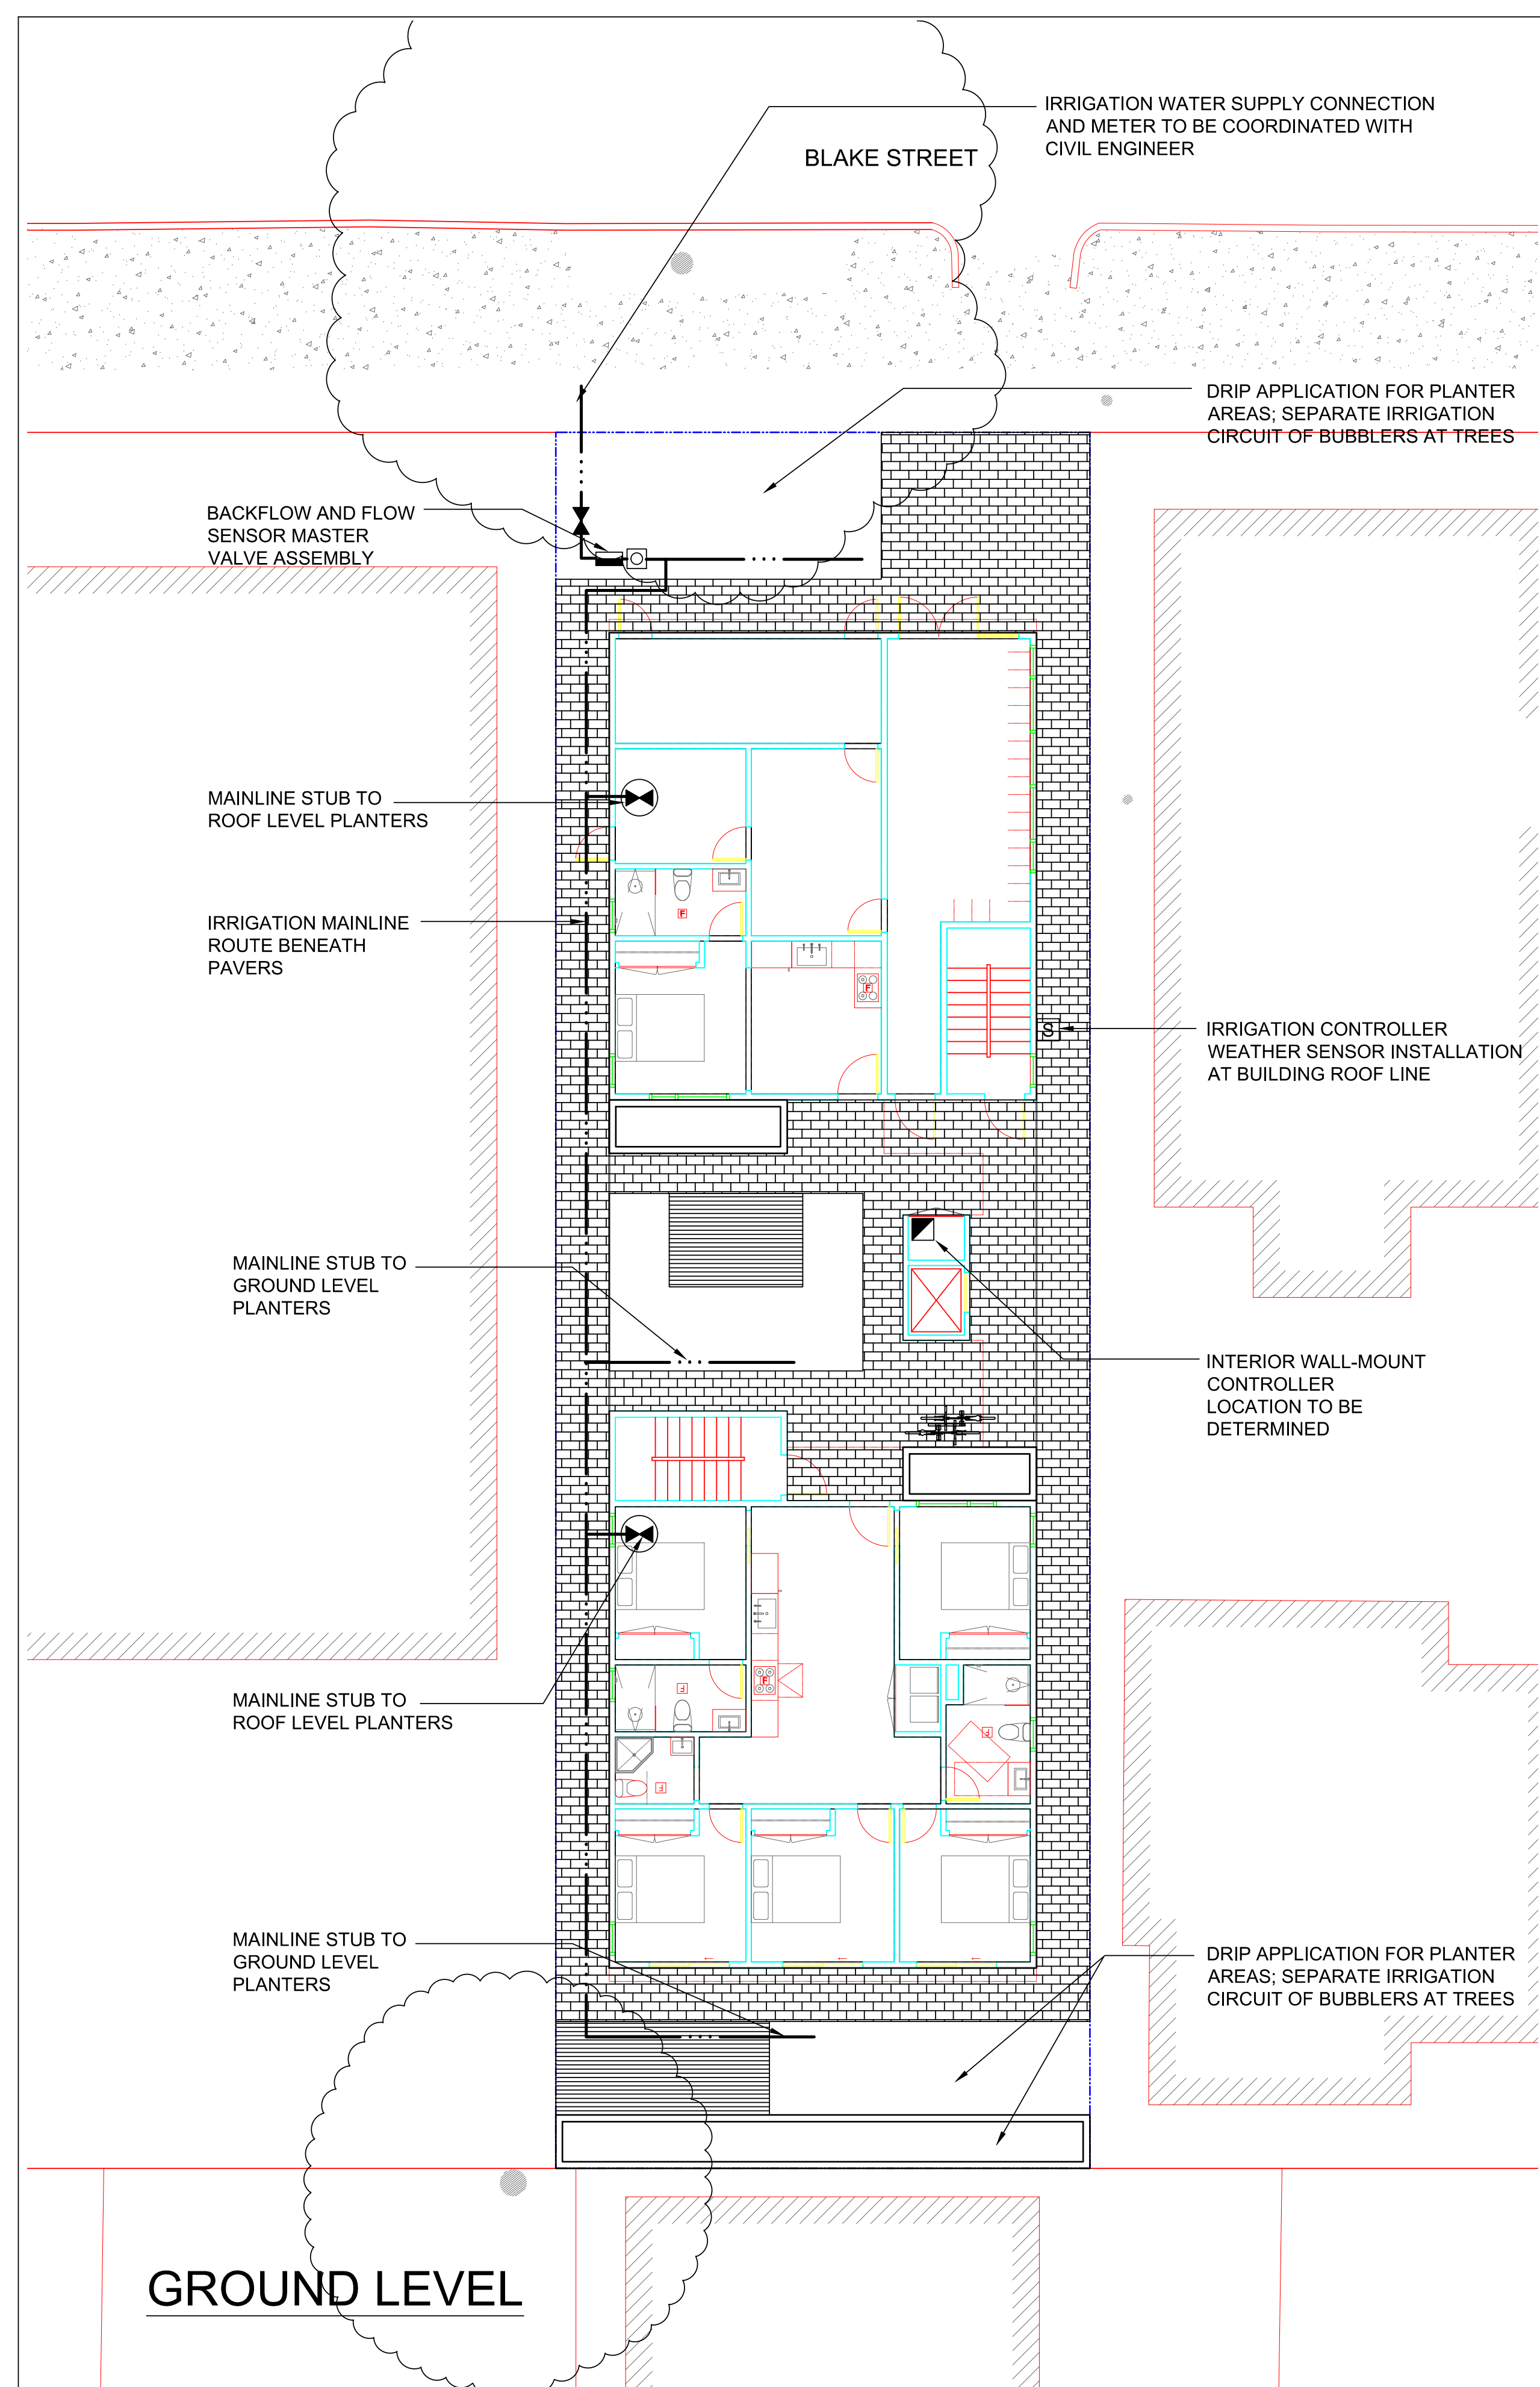 IRRIGATION WATER SUPPLY CONNECTION
AND METER TO BE COORDINATED WITH
CIVIL ENGINEER
BLAKE STREET
DRIP APPLICATION FOR PLANTER
AREAS; SEPARATE IRRIGATION
CIRCUIT OF BUBBLERS AT TREES
BACKFLOW AND FLOW
SENSOR MASTER
VALVE ASSEMBLY
MAINLINE STUB TO
ROOF LEVEL PLANTERS
IRRIGATION MAINLINE
ROUTE BENEATH
PAVERS
F
F
S
IRRIGATION CONTROLLER
WEATHER SENSOR INSTALLATION
AT BUILDING ROOF LINE
MAINLINE STUB TO
GROUND LEVEL
PLANTERS
INTERIOR WALL-MOUNT
CONTROLLER
LOCATION TO BE
DETERMINED
MAINLINE STUB TO
ROOF LEVEL PLANTERS
F
F
F
F
MAINLINE STUB TO
GROUND LEVEL
PLANTERS
DRIP APPLICATION FOR PLANTER
AREAS; SEPARATE IRRIGATION
CIRCUIT OF BUBBLERS AT TREES
GROUND LEVEL